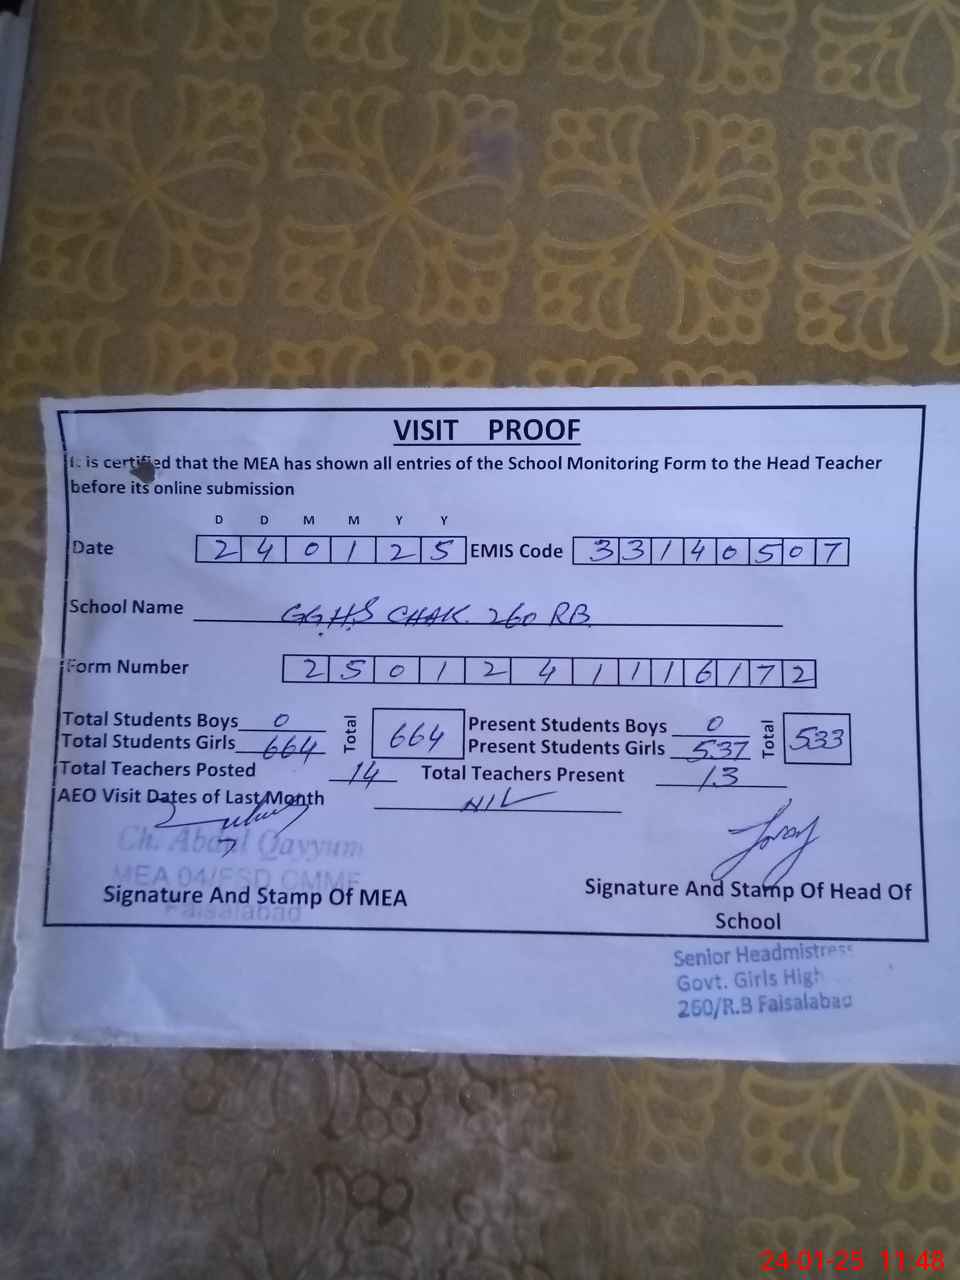 VISIT PROOF
It is certified that the MEA has shown all entries of the School Monitoring Form to the Head Teacher
before its online submission
D D M M Y Y
Date 2 4 0 1 2 5 EMIS Code 3 3 1 4 0 5 0 7
School Name GGHS CHAK 260 RB
Form Number 2 5 0 1 2 4 1 1 1 6 1 7 2
Total Students Boys 0 Total 664 Present Students Boys 0 Total 533
Total Students Girls 664 Present Students Girls 537
Total Teachers Posted 14 Total Teachers Present 13
AEO Visit Dates of Last Month NIL
Ch. Abdul Qayyum
MEA 04/FSD CMMF
Faisalabad
Signature And Stamp Of MEA
Signature And Stamp Of Head Of
School
Senior Headmistress
Govt. Girls High
260/R.B Faisalabad
24-01-25 11:48